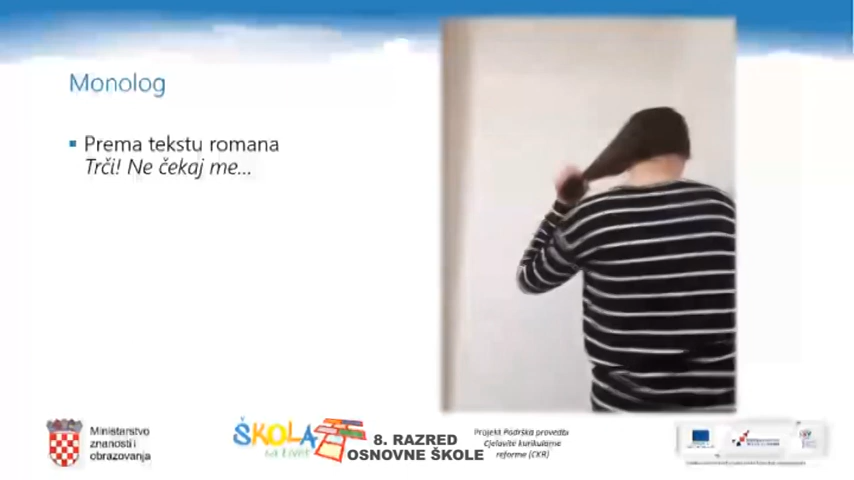 Monolog
Prema tekstu romana
Trči! Ne čekaj me...
Ministarstvo
znanosti i
obrazovanja
ŠKOLA
8. RAZRED
OSNOVNE ŠKOLE
Projekt Podrška provedbi
Cjelovite kurikularne
reforme (CKR)